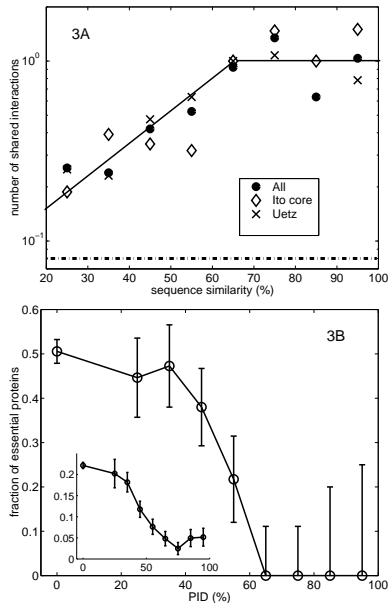 3A
10^0
10^-1
number of shared interactions
All
Ito core
Uetz
20 30 40 50 60 70 80 90 100
sequence similarity (%)
3B
0.6
0.5
0.4
0.3
0.2
0.1
0
fraction of essential proteins
0.2
0.15
0.1
0.05
0
0 50 100
0 20 40 60 80 100
PID (%)